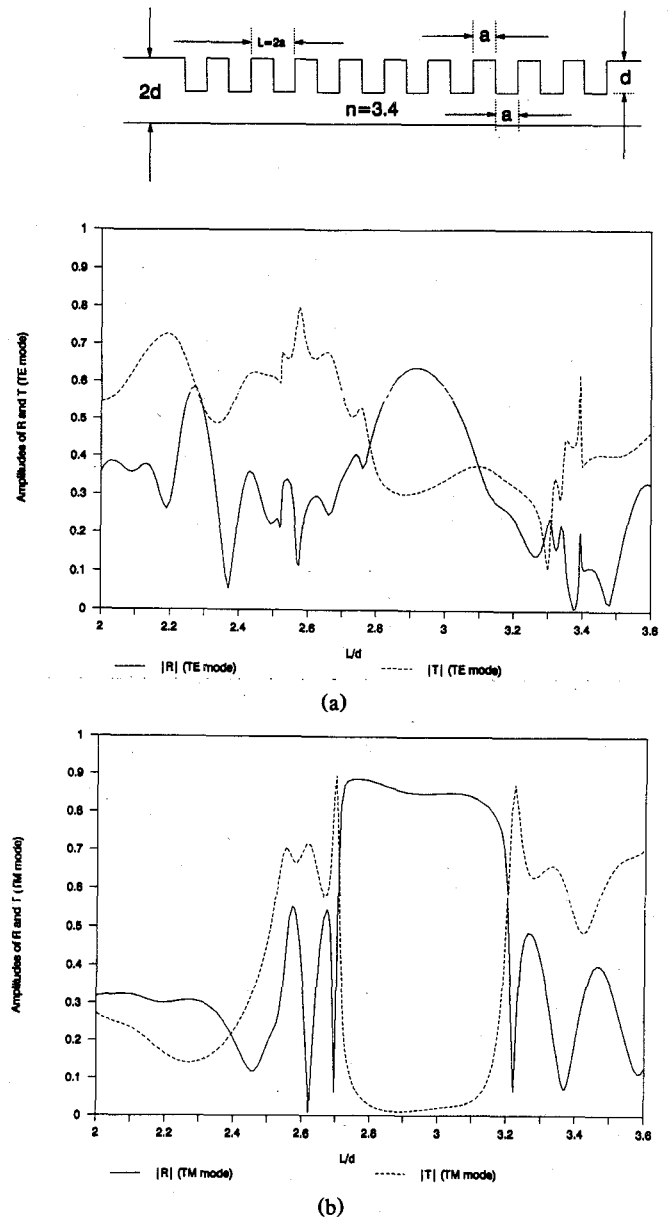 L=2a
a
2d
d
n=3.4
a
Amplitudes of R and T (TE mode)
1
0.9
0.8
0.7
0.6
0.5
0.4
0.3
0.2
0.1
0
2 2.2 2.4 2.6 2.8 3 3.2 3.4 3.6
L/d
|R| (TE mode) |T| (TE mode)
(a)
Amplitudes of R and T (TM mode)
1
0.9
0.8
0.7
0.6
0.5
0.4
0.3
0.2
0.1
0
2 2.2 2.4 2.6 2.8 3 3.2 3.4 3.6
L/d
|R| (TM mode) |T| (TM mode)
(b)